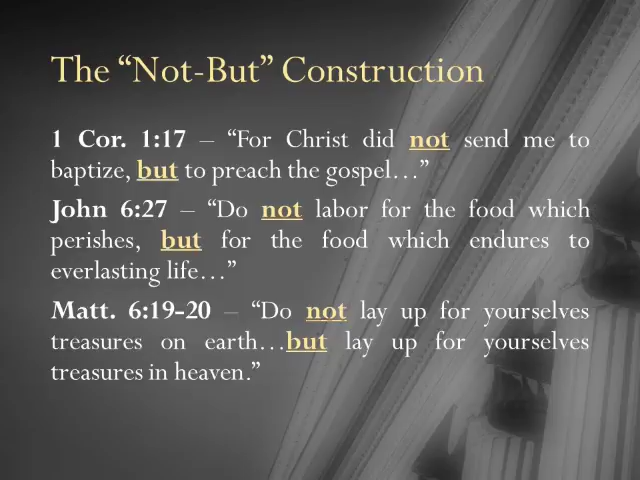 The “Not-But” Construction
1 Cor. 1:17 – “For Christ did not send me to
baptize, but to preach the gospel…”
John 6:27 – “Do not labor for the food which
perishes, but for the food which endures to
everlasting life…”
Matt. 6:19-20 – “Do not lay up for yourselves
treasures on earth…but lay up for yourselves
treasures in heaven.”